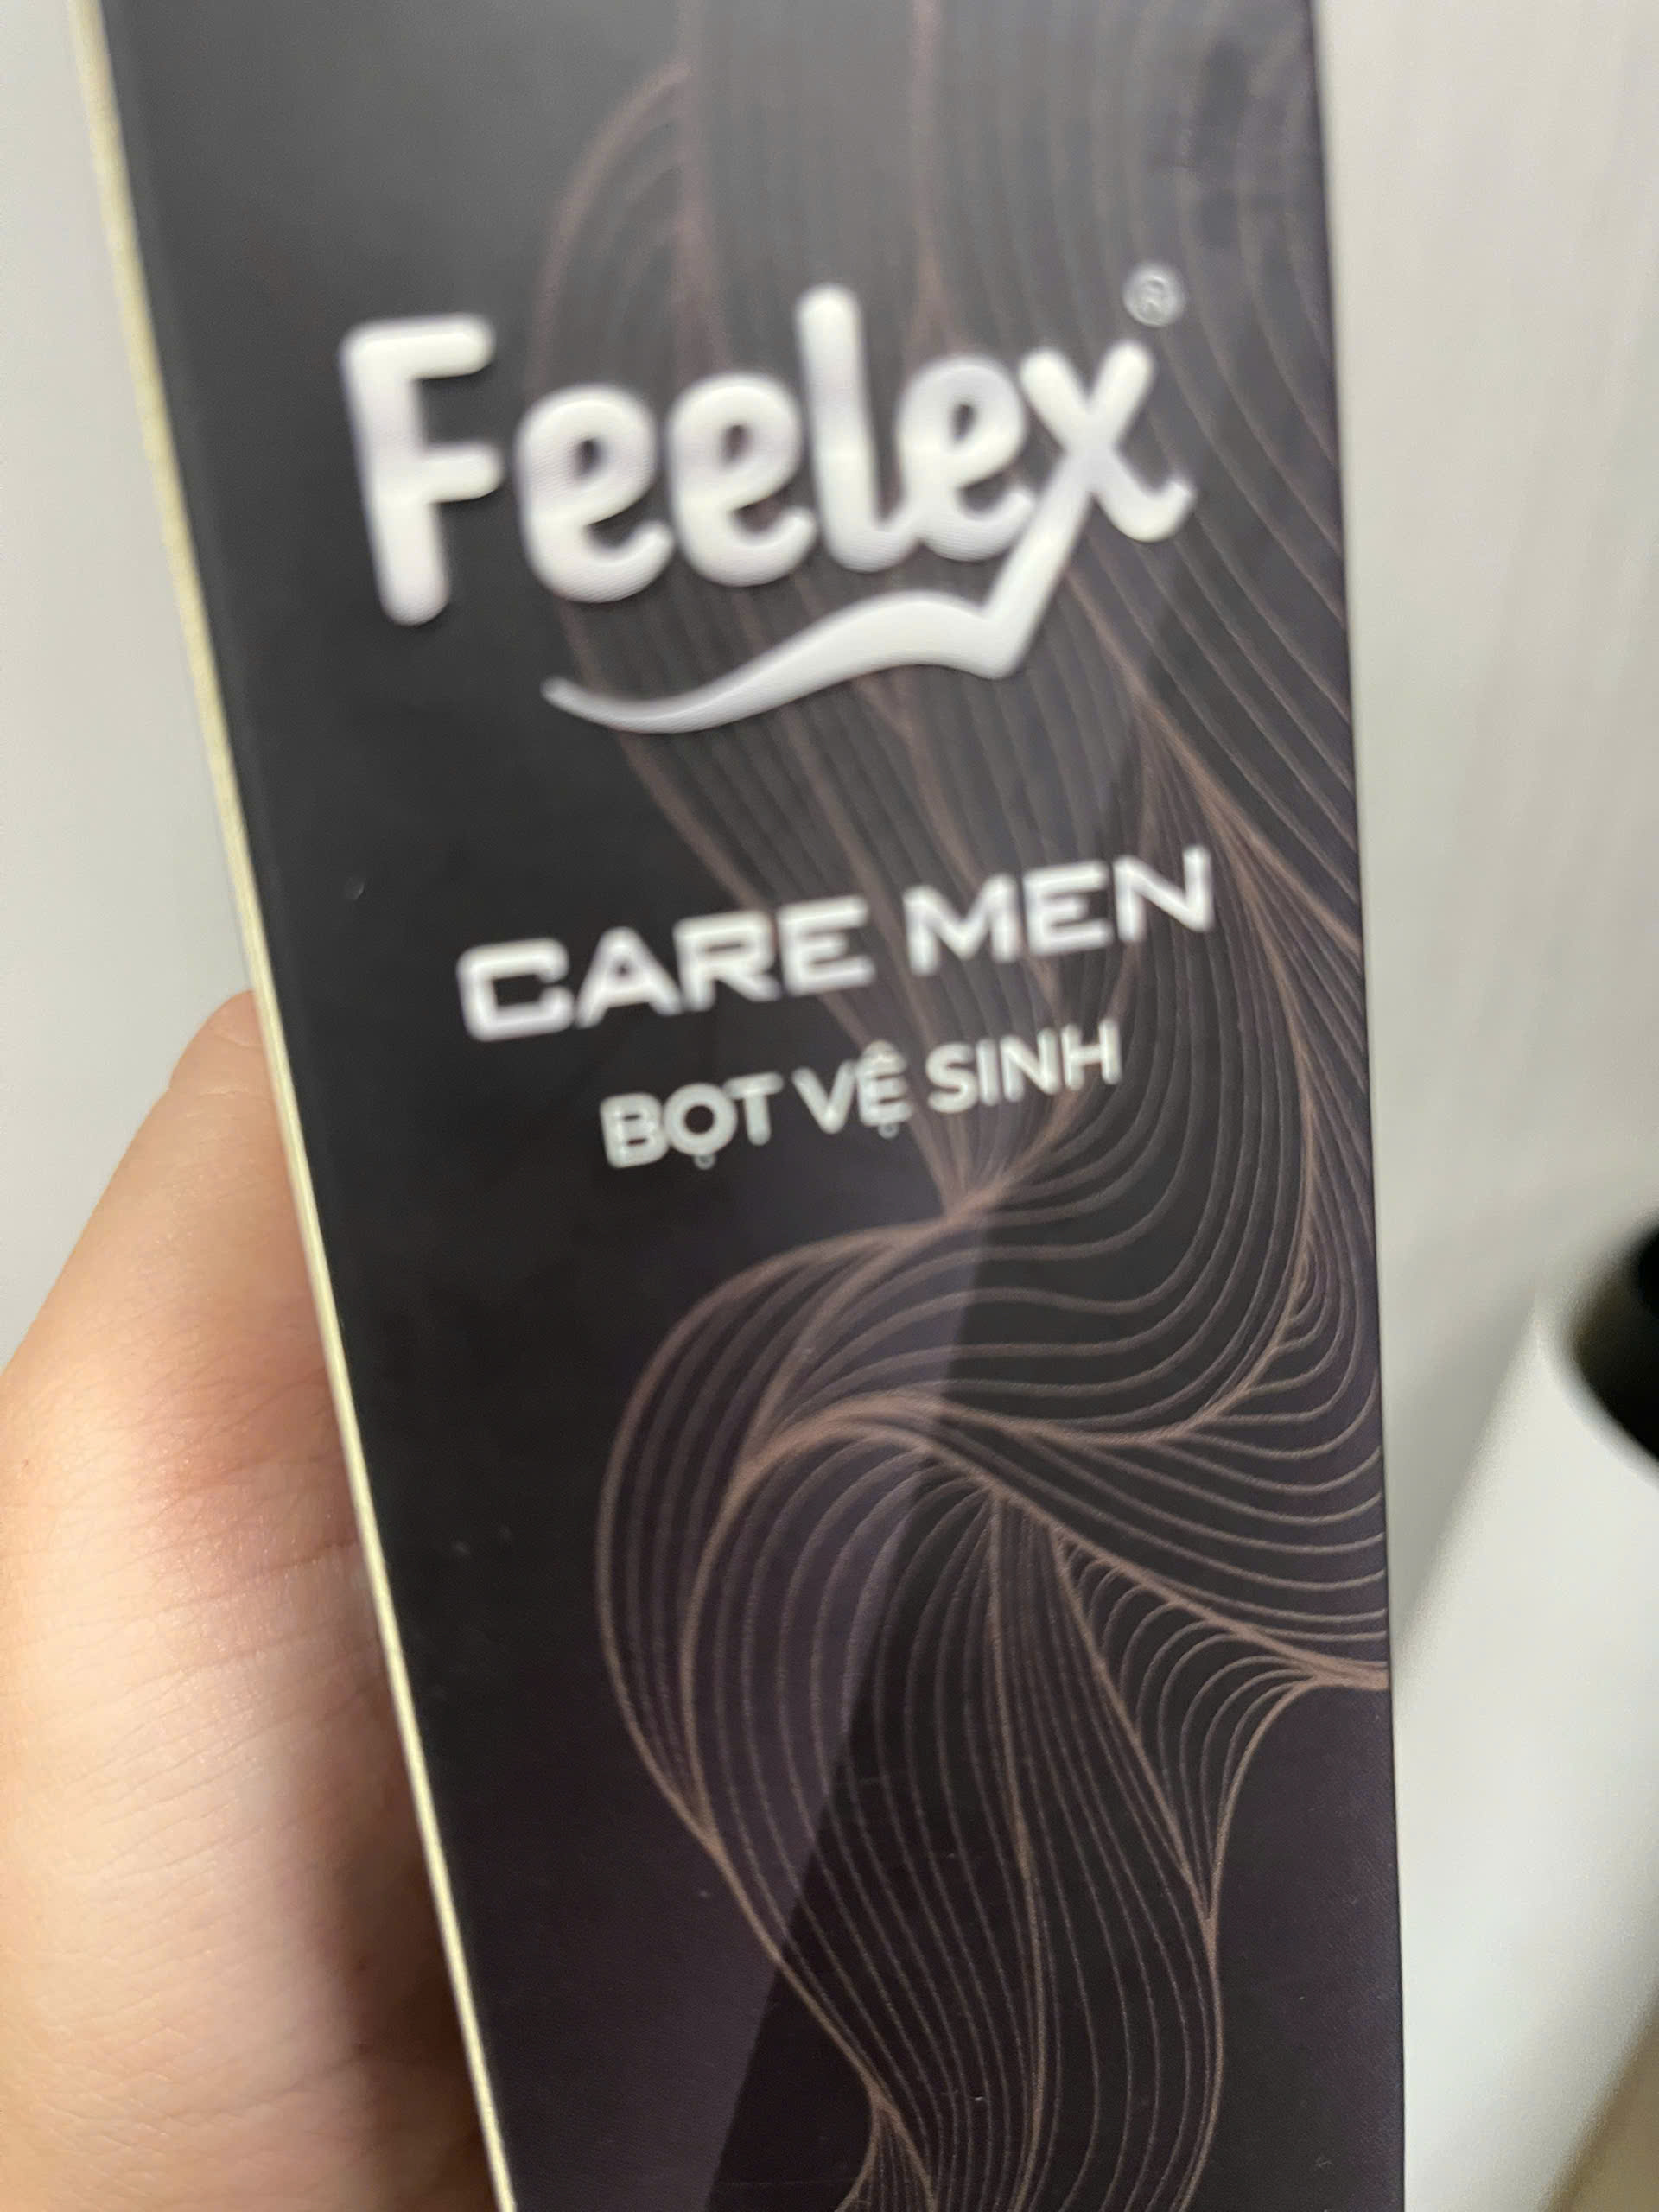 Feelex®
CARE MEN
BỌT VỆ SINH